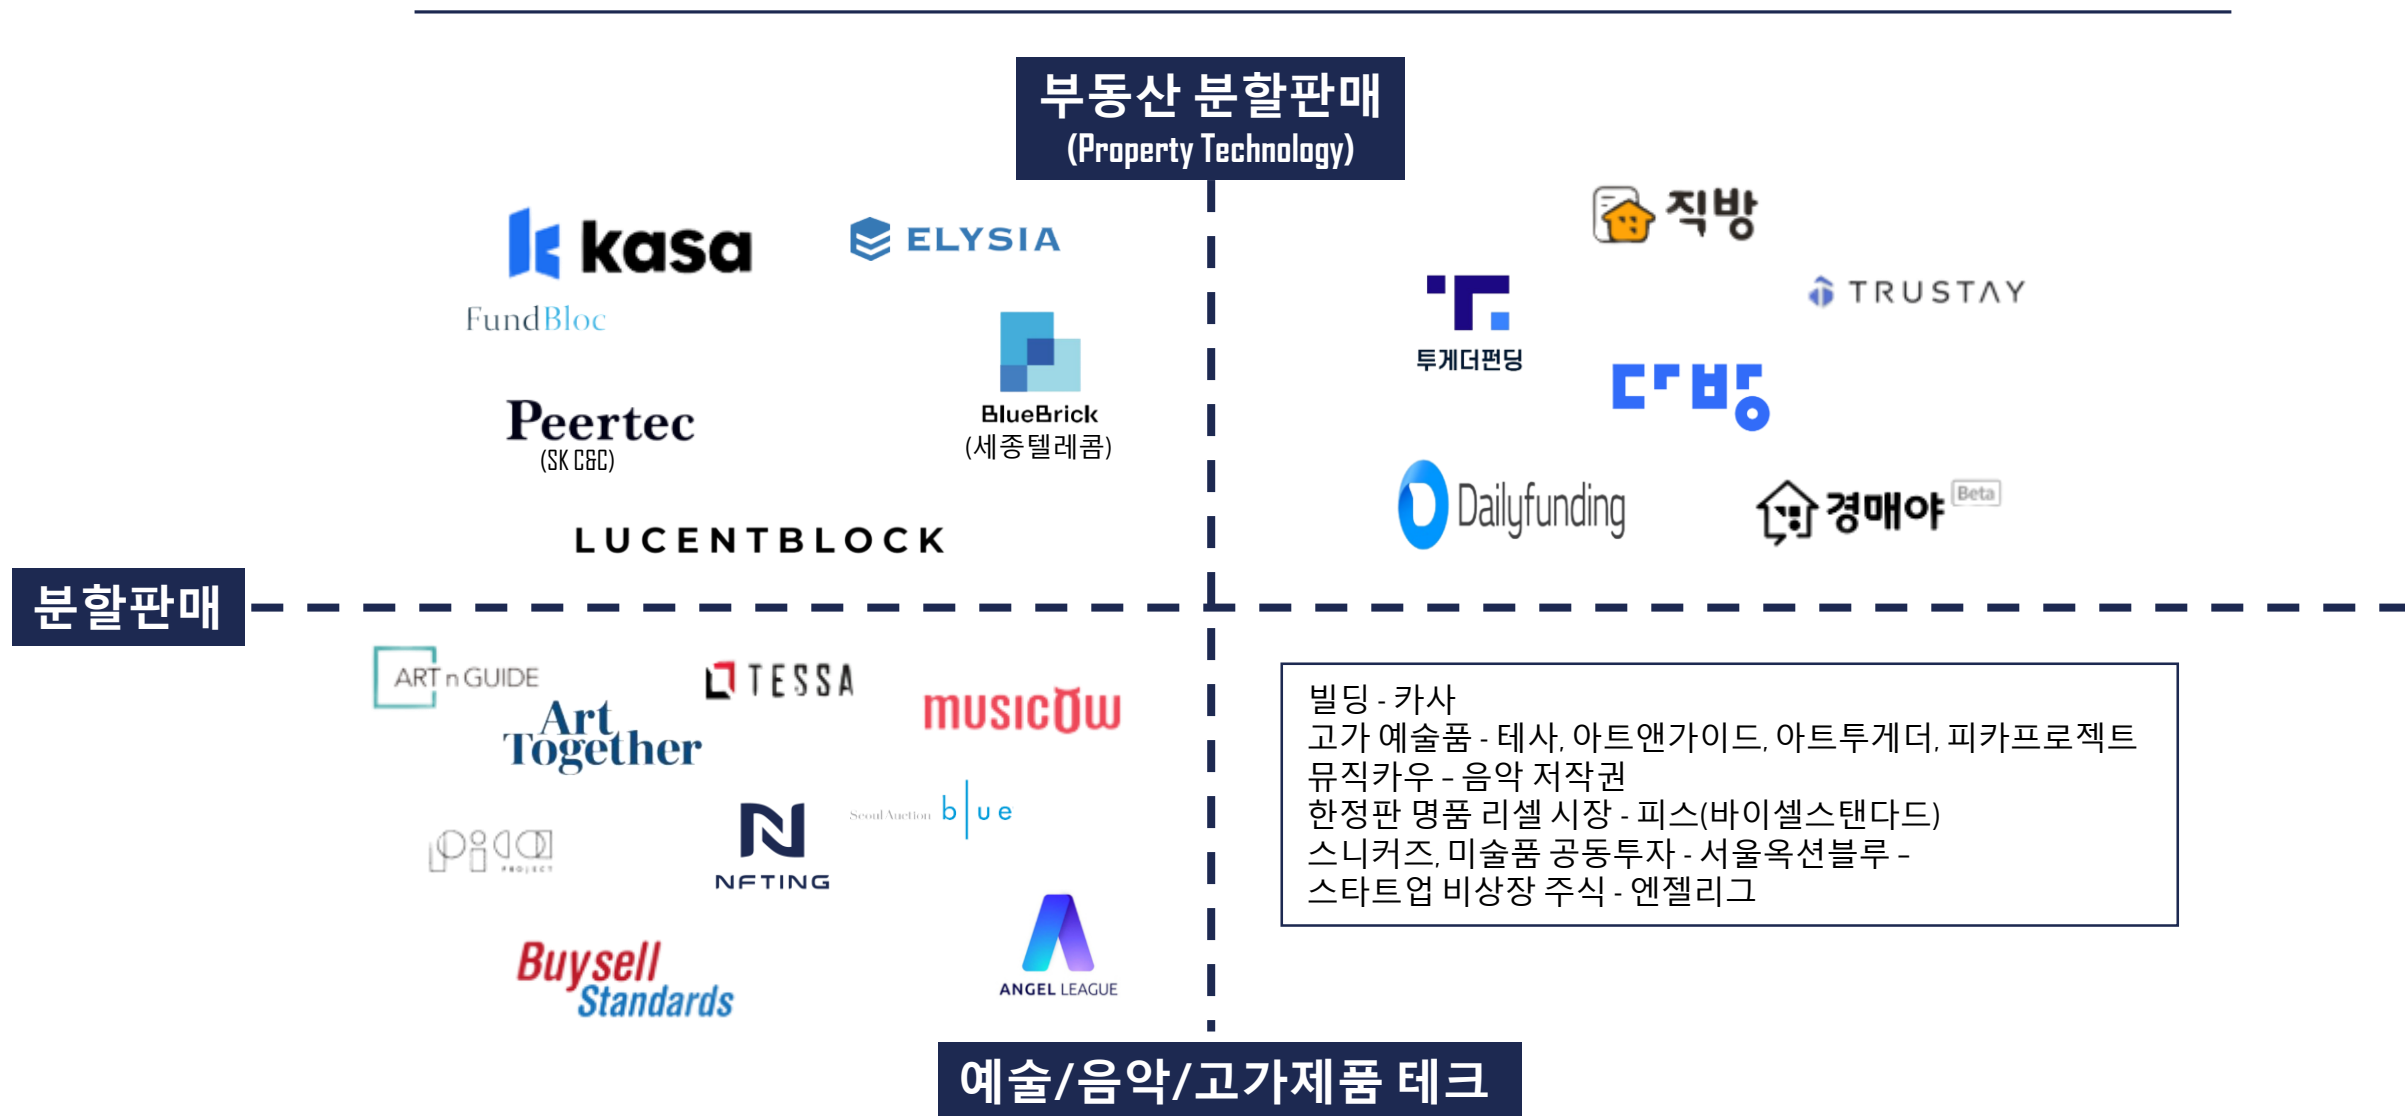 부동산 분할판매
(Property Technology)
kasa
ELYSIA
FundBloc
BlueBrick
(세종텔레콤)
Peertec
(SK C&C)
LUCENTBLOCK
직방
투게더펀딩
TRUSTAY
다방
Dailyfunding
경매야 Beta
분할판매
ART n GUIDE
Art
Together
TESSA
MUSICOW
pica
PROJECT
NFTING
Seoul Auction blue
Buysell
Standards
ANGEL LEAGUE
빌딩 - 카사
고가 예술품 - 테사, 아트앤가이드, 아트투게더, 피카프로젝트
뮤직카우 – 음악 저작권
한정판 명품 리셀 시장 - 피스(바이셀스탠다드)
스니커즈, 미술품 공동투자 - 서울옥션블루 –
스타트업 비상장 주식 - 엔젤리그
예술/음악/고가제품 테크